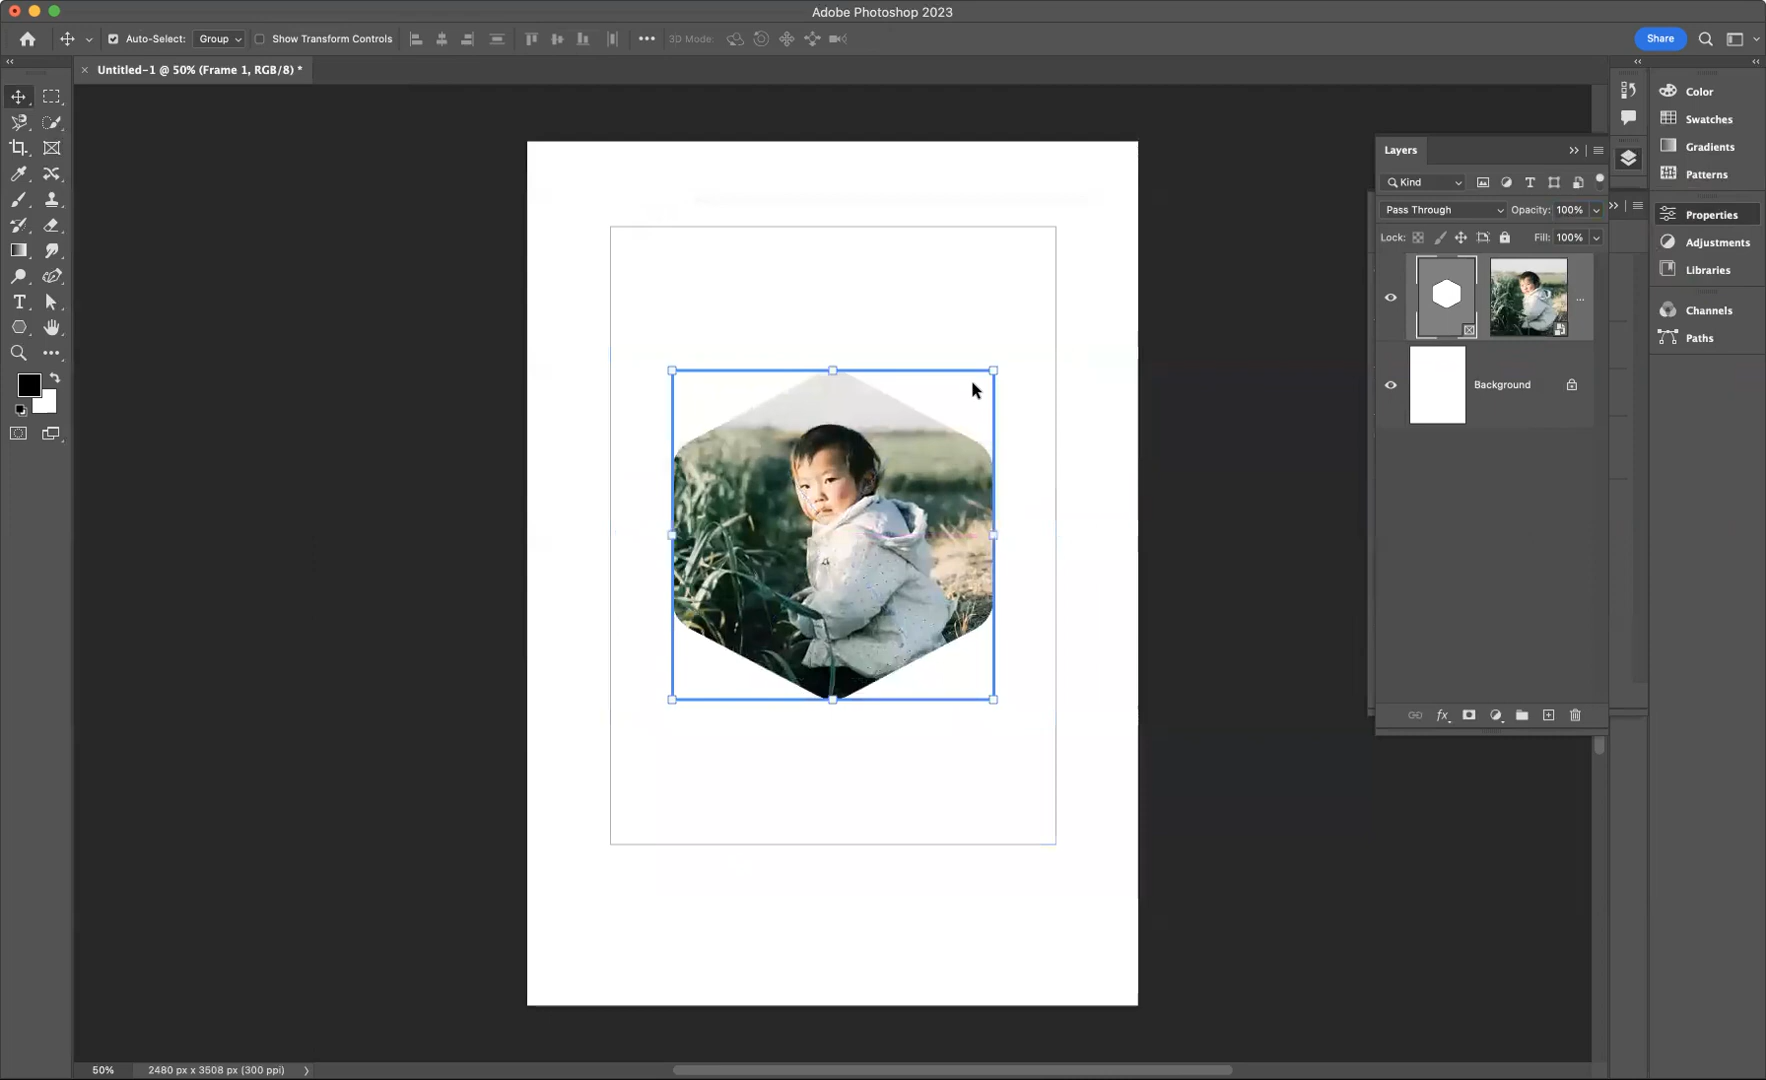 Adobe Photoshop 2023
Auto-Select: Group Show Transform Controls 3D Mode: Share
Untitled-1 @ 50% (Frame 1, RGB/8) *
Color
Swatches
Gradients
Patterns
Properties
Adjustments
Libraries
Channels
Paths
Layers
Kind
Pass Through Opacity: 100%
Lock: Fill: 100%
...
Background
fx
50% 2480 px x 3508 px (300 ppi)